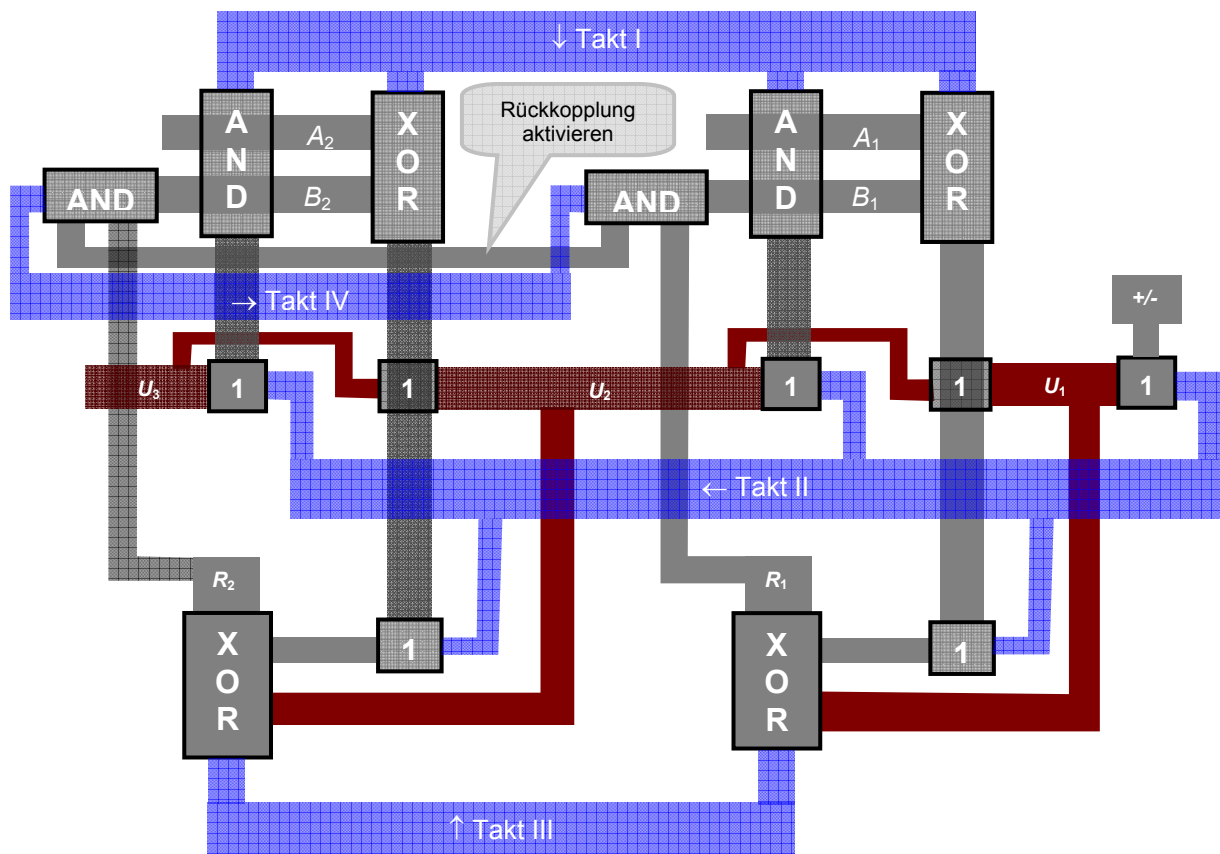 ↓ Takt I
A
N
D
X
O
R
Rückkopplung
aktivieren
A
N
D
X
O
R
A₂
A₁
AND
B₂
AND
B₁
→ Takt IV
+/-
U₃
1
1
U₂
1
1
U₁
1
← Takt II
R₂
R₁
X
O
R
1
X
O
R
1
↑ Takt III